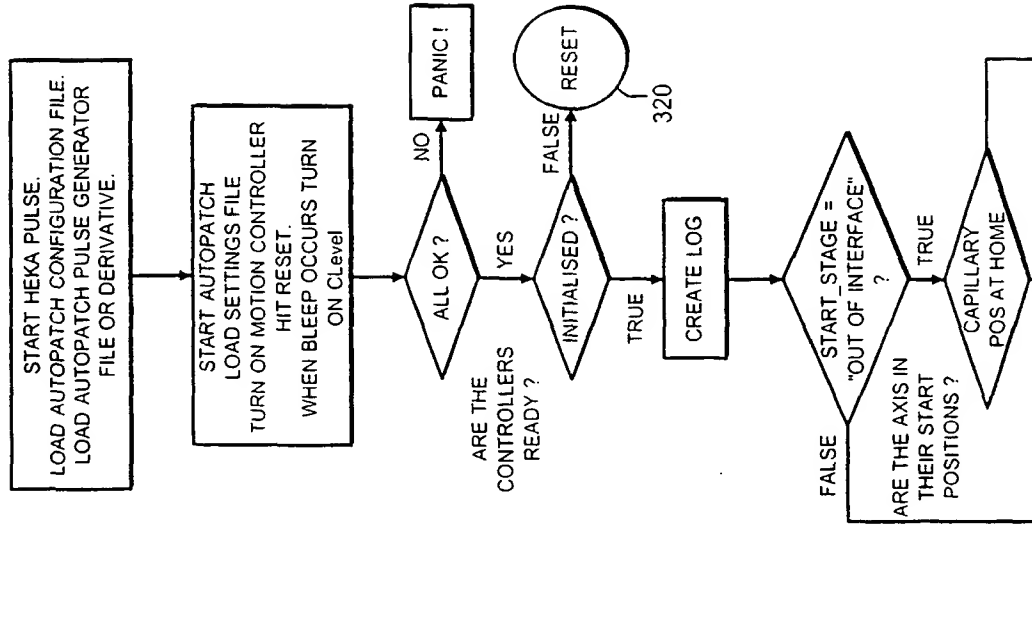 START HEKA PULSE.
LOAD AUTOPATCH CONFIGURATION FILE.
LOAD AUTOPATCH PULSE GENERATOR
FILE OR DERIVATIVE.
START AUTOPATCH
LOAD SETTINGS FILE
TURN ON MOTION CONTROLLER
HIT RESET.
WHEN BLEEP OCCURS TURN
ON CLevel
ALL OK ?
NO
PANIC !
YES
ARE THE
CONTROLLERS
READY ?
INITIALISED ?
FALSE
RESET
320
TRUE
CREATE LOG
START_STAGE =
"OUT OF INTERFACE"
?
FALSE
ARE THE AXIS IN
THEIR START
POSITIONS ?
TRUE
CAPILLARY
POS AT HOME